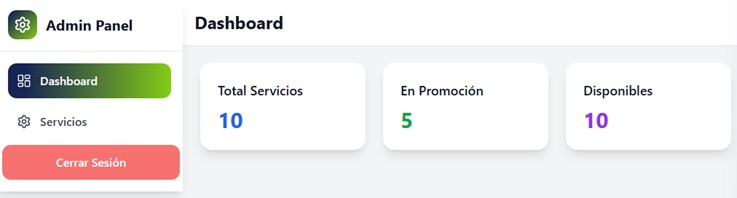 Admin Panel
Dashboard
Servicios
Cerrar Sesión
Dashboard
Total Servicios
10
En Promoción
5
Disponibles
10